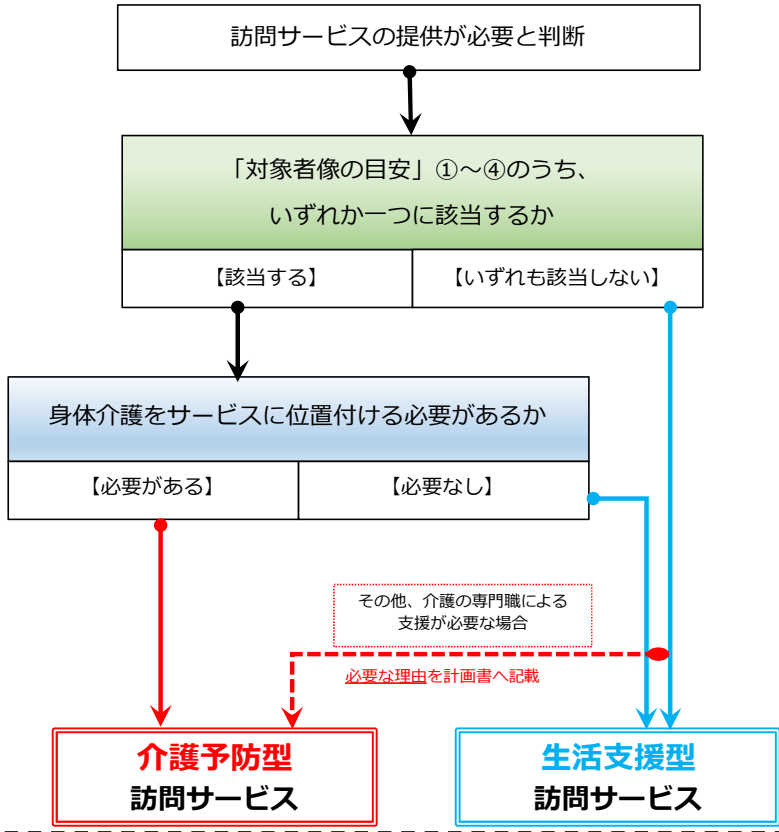 訪問サービスの提供が必要と判断
「対象者像の目安」①～④のうち、
いずれか一つに該当するか
【該当する】
【いずれも該当しない】
身体介護をサービスに位置付ける必要があるか
【必要がある】
【必要なし】
その他、介護の専門職による
支援が必要な場合
必要な理由を計画書へ記載
介護予防型
訪問サービス
生活支援型
訪問サービス